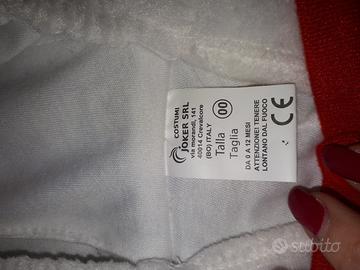 COSTUMI
JOKER SRL
via morandi, 141
40014 Crevalcore
(BO) ITALY
Talla
Taglia
00
DA 0 A 12 MESI
ATTENZIONE! TENERE
LONTANO DAL FUOCO
CE
subito